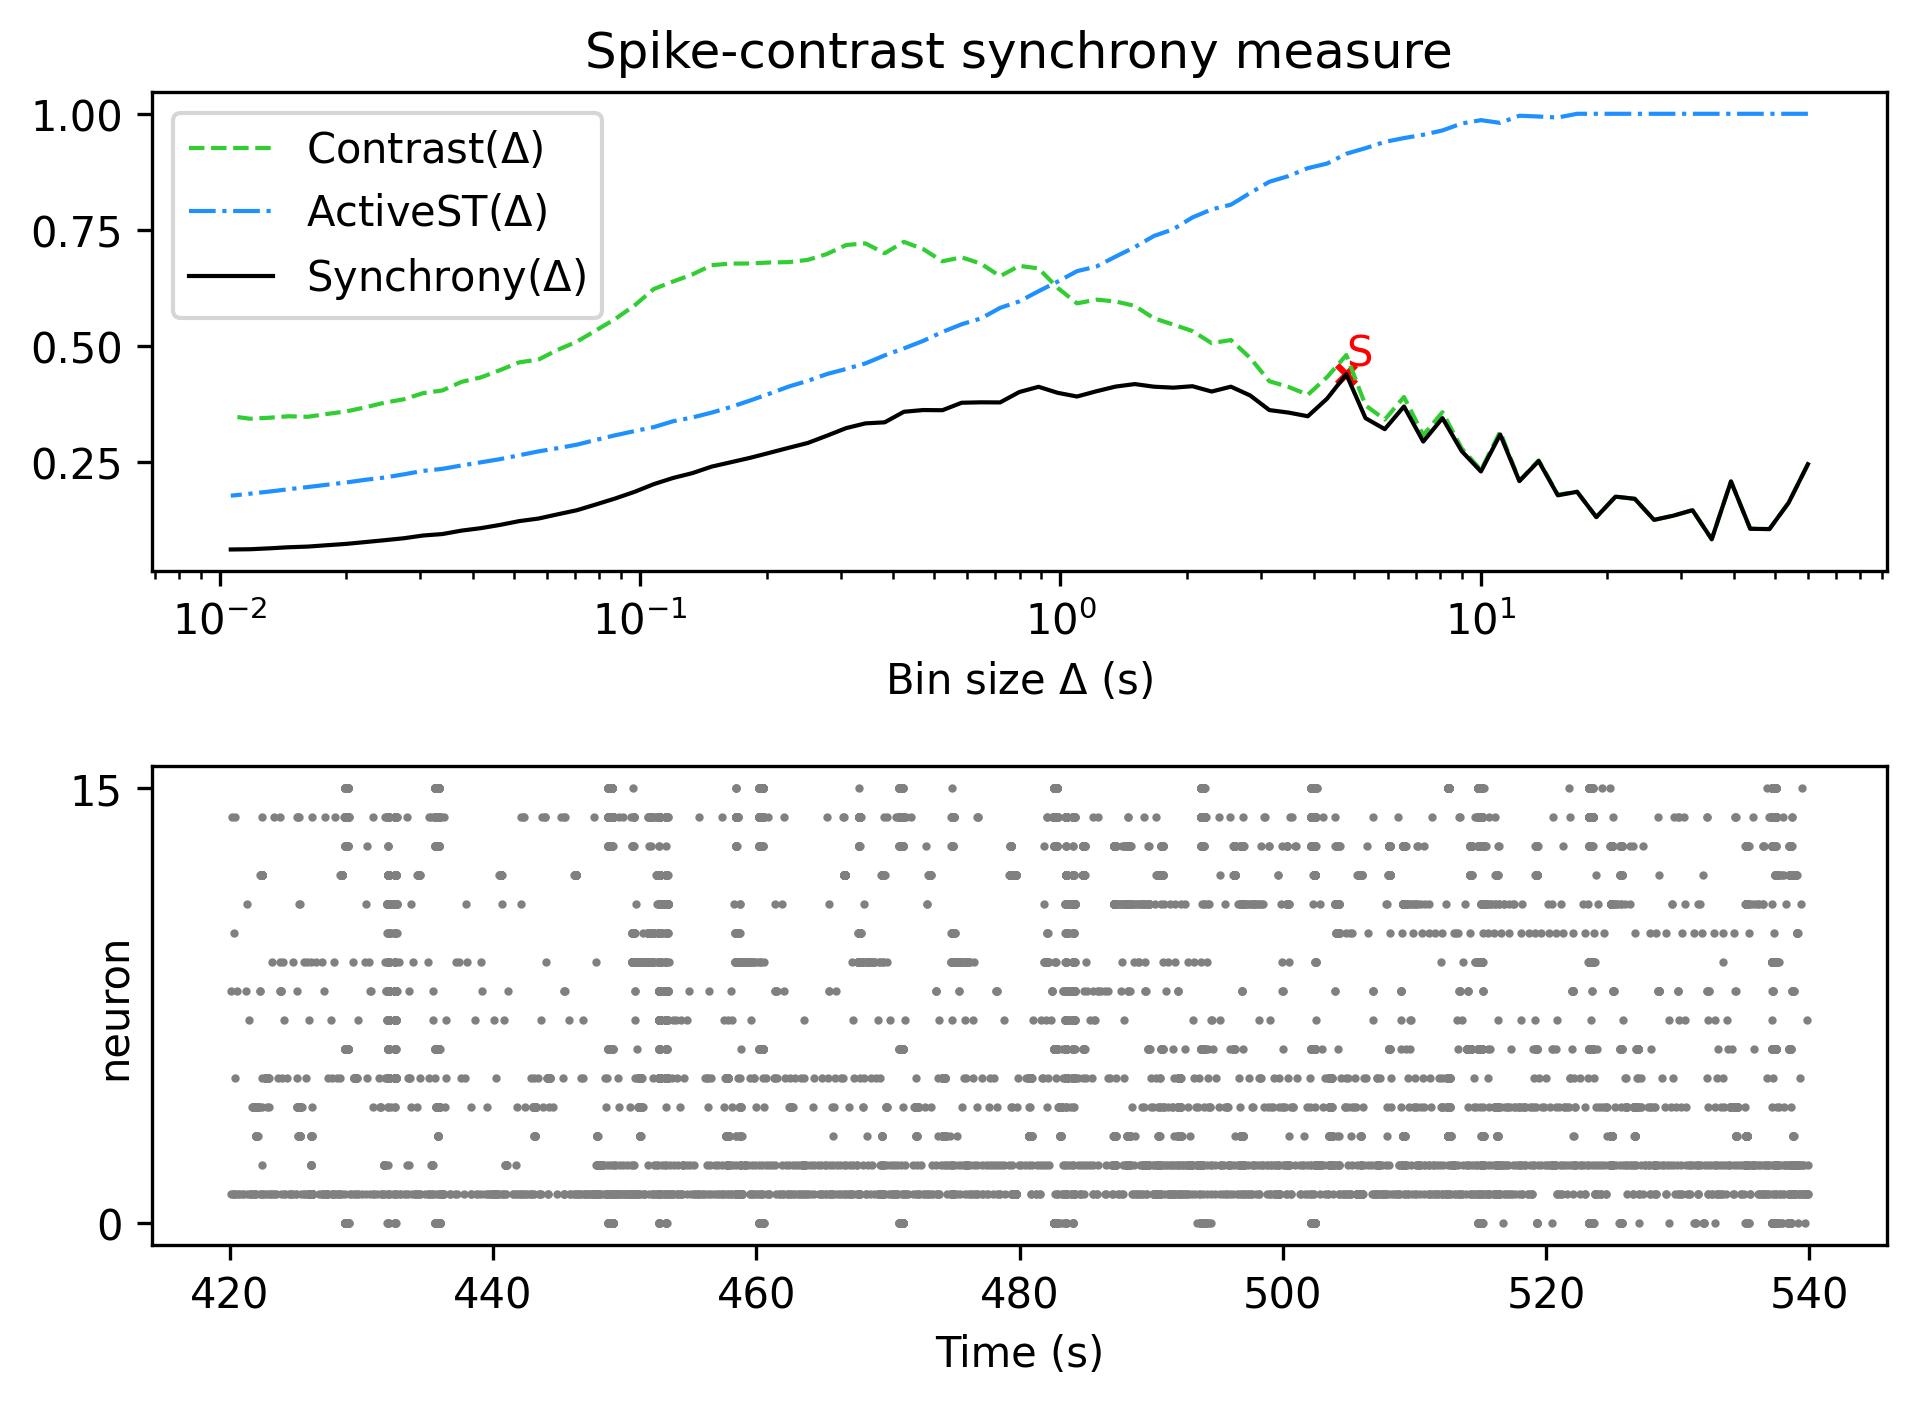 Spike-contrast synchrony measure
1.00
0.75
0.50
0.25
Contrast(Δ)
ActiveST(Δ)
Synchrony(Δ)
S
10⁻² 10⁻¹ 10⁰ 10¹
Bin size Δ (s)
15
0
neuron
420 440 460 480 500 520 540
Time (s)